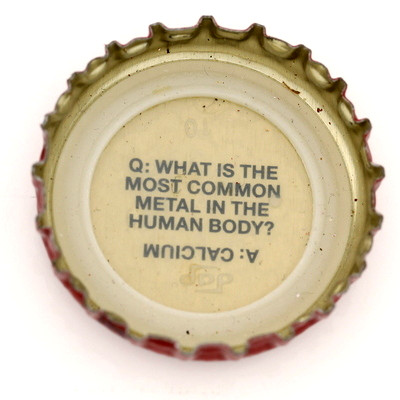 Q: WHAT IS THE
MOST COMMON
METAL IN THE
HUMAN BODY?
A: CALCIUM